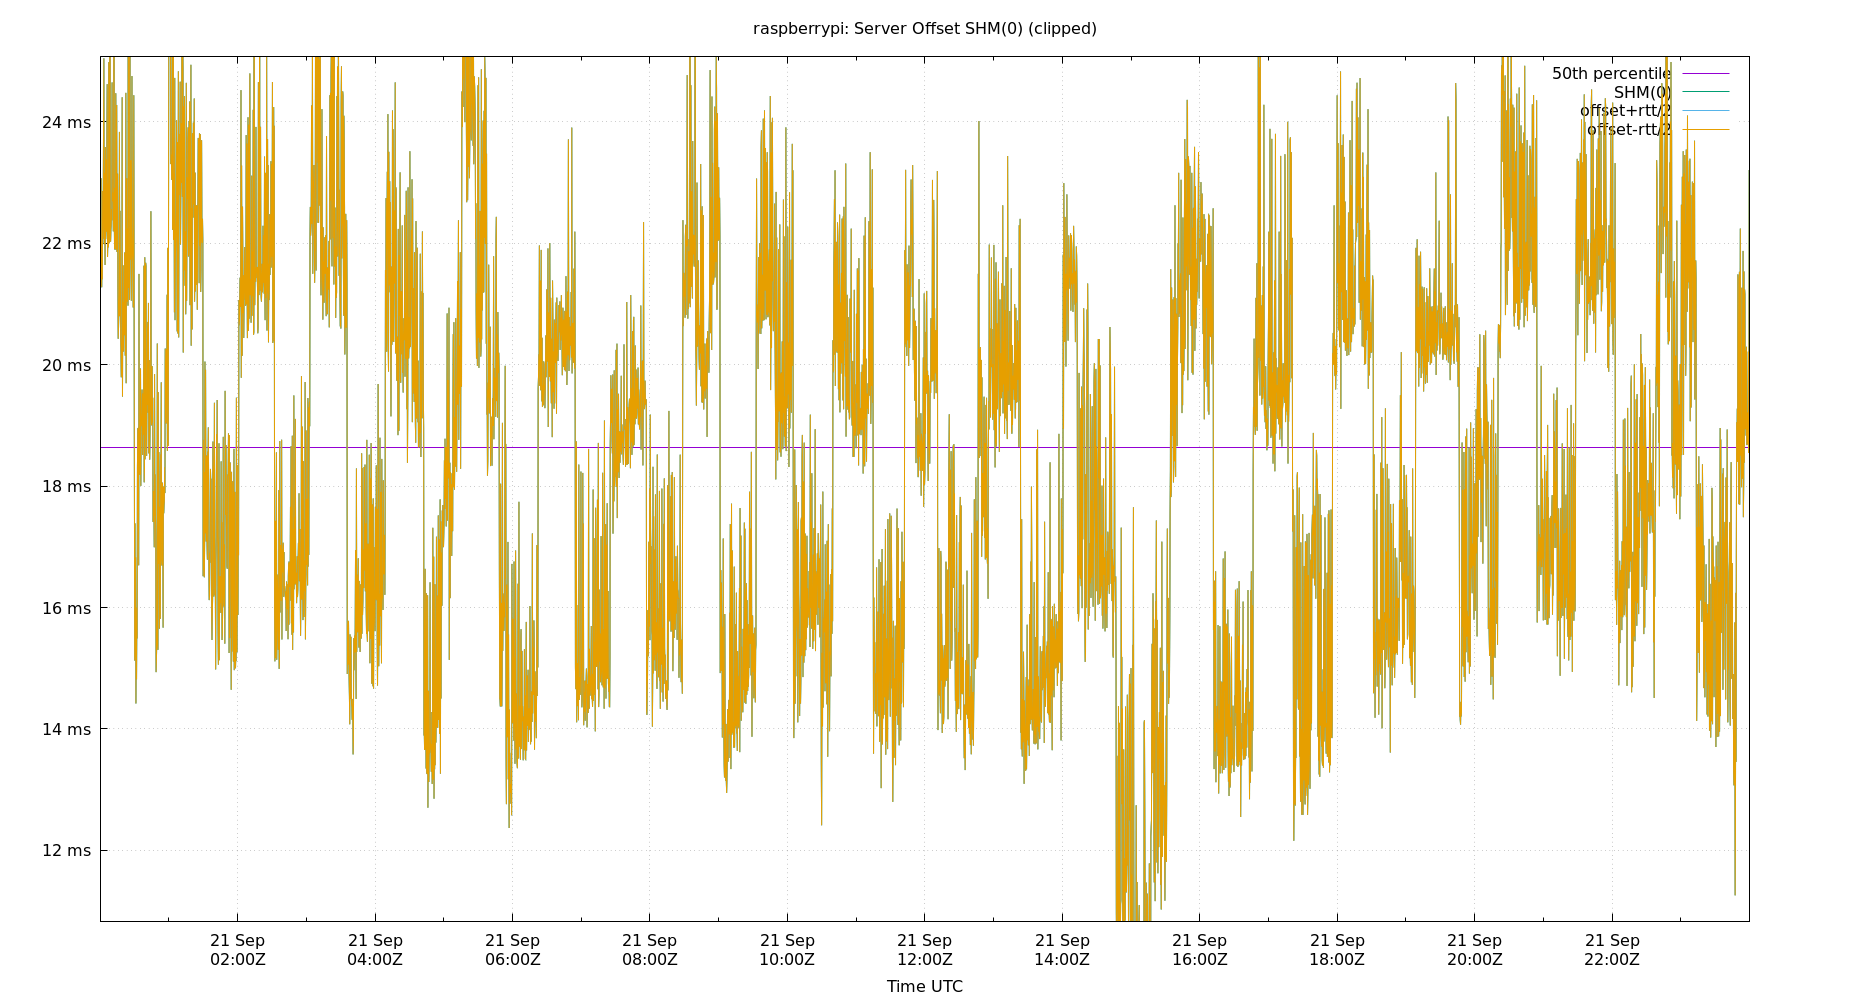 raspberrypi: Server Offset SHM(0) (clipped)
50th percentile
SHM(0)
offset+rtt/2
offset-rtt/2
24 ms
22 ms
20 ms
18 ms
16 ms
14 ms
12 ms
21 Sep 21 Sep 21 Sep 21 Sep 21 Sep 21 Sep 21 Sep 21 Sep 21 Sep 21 Sep 21 Sep
02:00Z 04:00Z 06:00Z 08:00Z 10:00Z 12:00Z 14:00Z 16:00Z 18:00Z 20:00Z 22:00Z
Time UTC